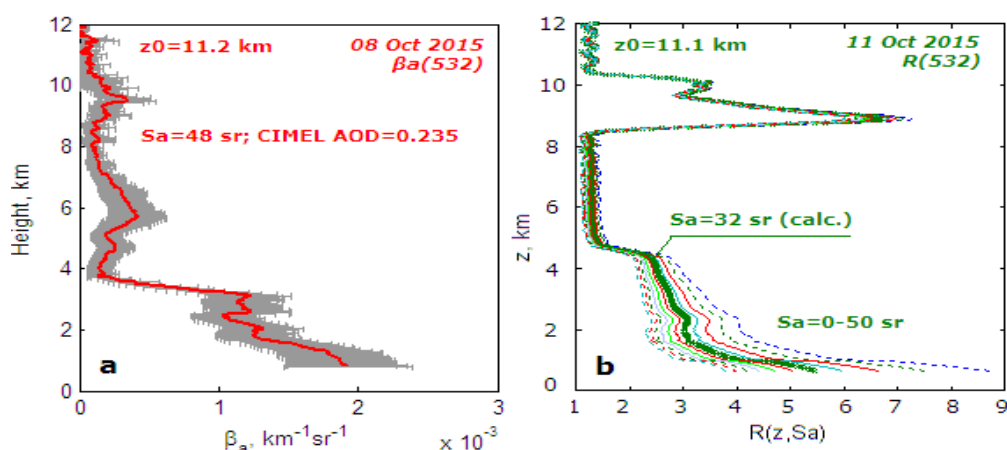 12
10
8
6
4
2
0
Height, km
z0=11.2 km
08 Oct 2015
βa(532)
Sa=48 sr; CIMEL AOD=0.235
a
0
1
2
3
βa, km⁻¹sr⁻¹
x 10⁻³
12
10
8
6
4
2
0
z, km
z0=11.1 km
11 Oct 2015
R(532)
Sa=32 sr (calc.)
Sa=0-50 sr
b
1
2
3
4
5
6
7
8
9
R(z,Sa)